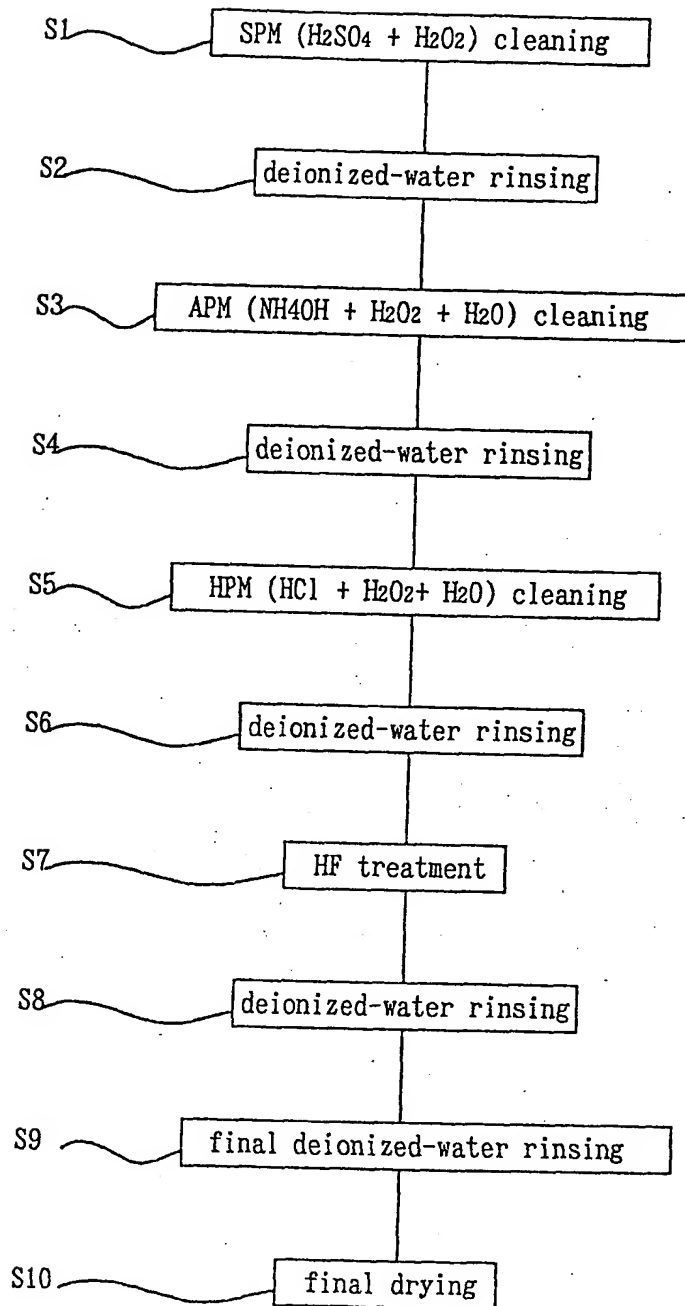 S1 SPM (H2SO4 + H2O2) cleaning
S2 deionized-water rinsing
S3 APM (NH4OH + H2O2 + H2O) cleaning
S4 deionized-water rinsing
S5 HPM (HCl + H2O2+ H2O) cleaning
S6 deionized-water rinsing
S7 HF treatment
S8 deionized-water rinsing
S9 final deionized-water rinsing
S10 final drying